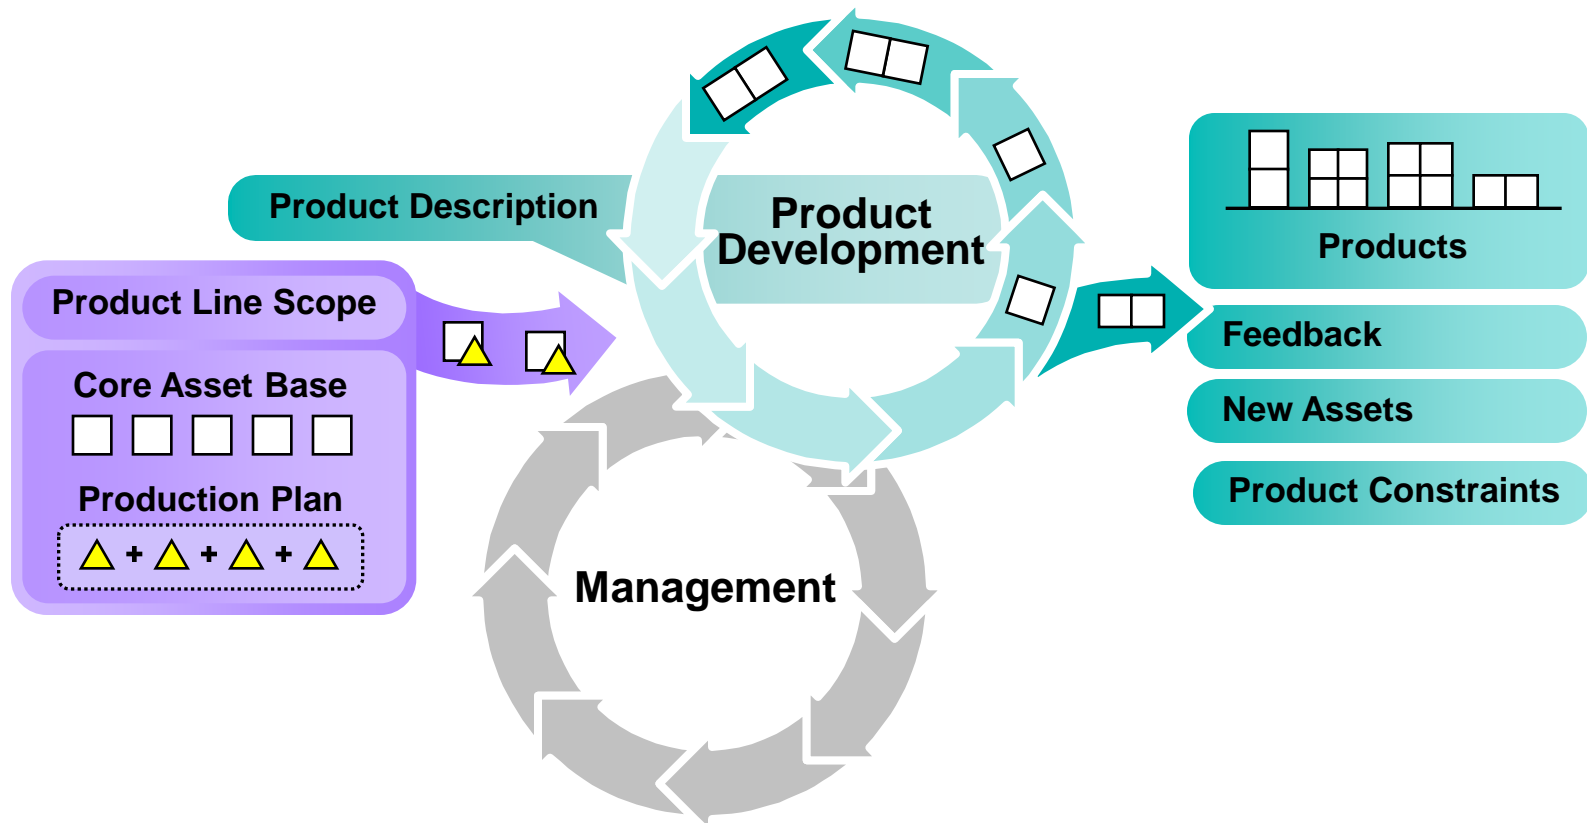 Product Description
Product
Development
Product Line Scope
Core Asset Base
Production Plan
+ + +
Management
Products
Feedback
New Assets
Product Constraints